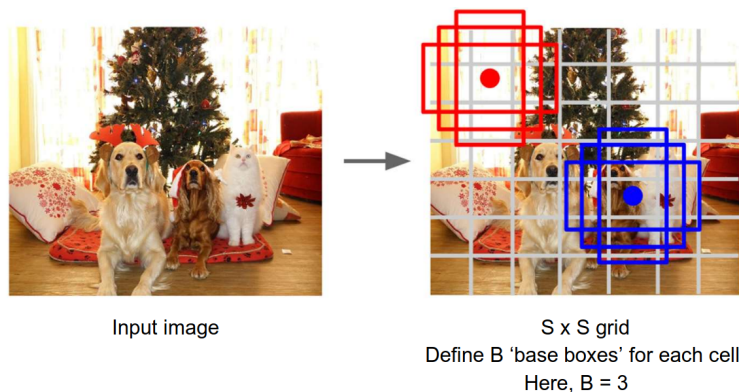 Input image
S x S grid
Define B ‘base boxes’ for each cell
Here, B = 3